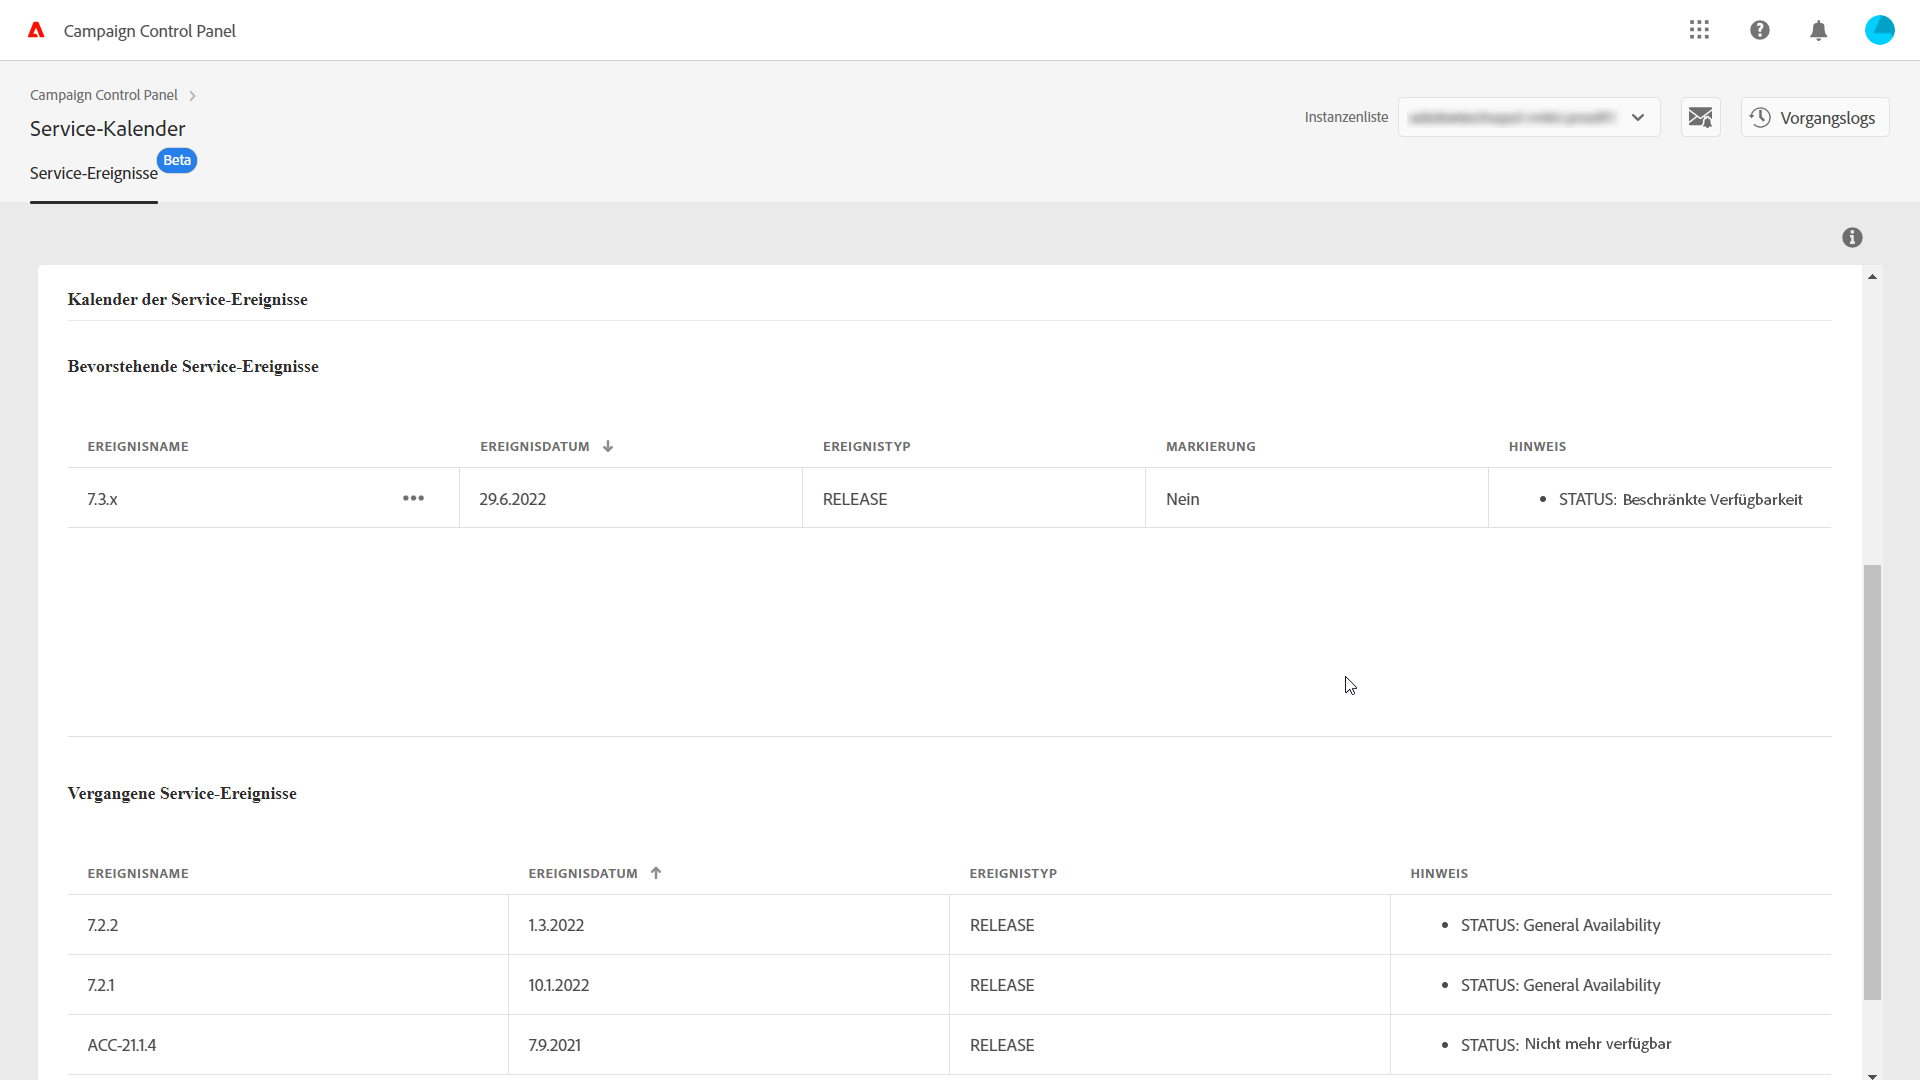 Campaign Control Panel
Campaign Control Panel
Service-Kalender
Service-Ereignisse
Beta
Instanzenliste
Vorgangslogs
Kalender der Service-Ereignisse
Bevorstehende Service-Ereignisse
EREIGNISNAME EREIGNISDATUM EREIGNISTYP MARKIERUNG HINWEIS
7.3.x 29.6.2022 RELEASE Nein • STATUS: Beschränkte Verfügbarkeit
Vergangene Service-Ereignisse
EREIGNISNAME EREIGNISDATUM EREIGNISTYP HINWEIS
7.2.2 1.3.2022 RELEASE • STATUS: General Availability
7.2.1 10.1.2022 RELEASE • STATUS: General Availability
ACC-21.1.4 7.9.2021 RELEASE • STATUS: Nicht mehr verfügbar